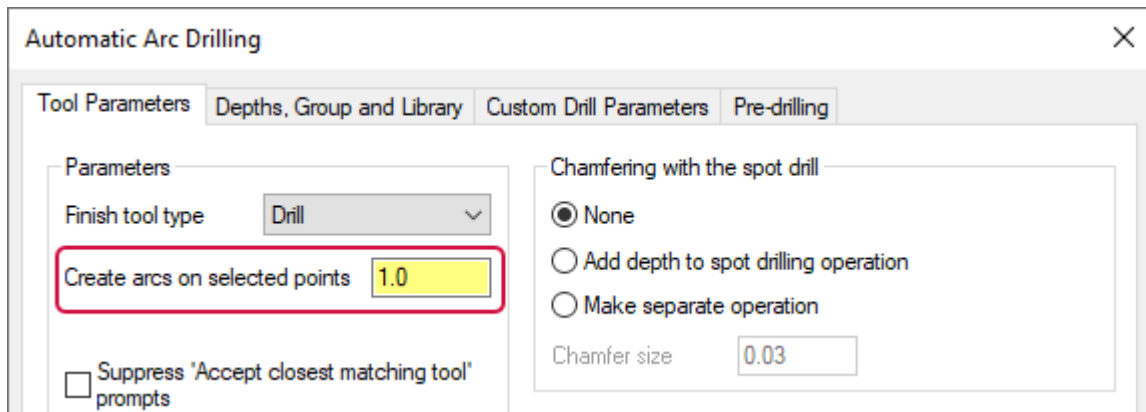 Automatic Arc Drilling
Tool Parameters
Depths, Group and Library
Custom Drill Parameters
Pre-drilling
Parameters
Finish tool type
Drill
Create arcs on selected points
1.0
Suppress 'Accept closest matching tool'
prompts
Chamfering with the spot drill
None
Add depth to spot drilling operation
Make separate operation
Chamfer size
0.03